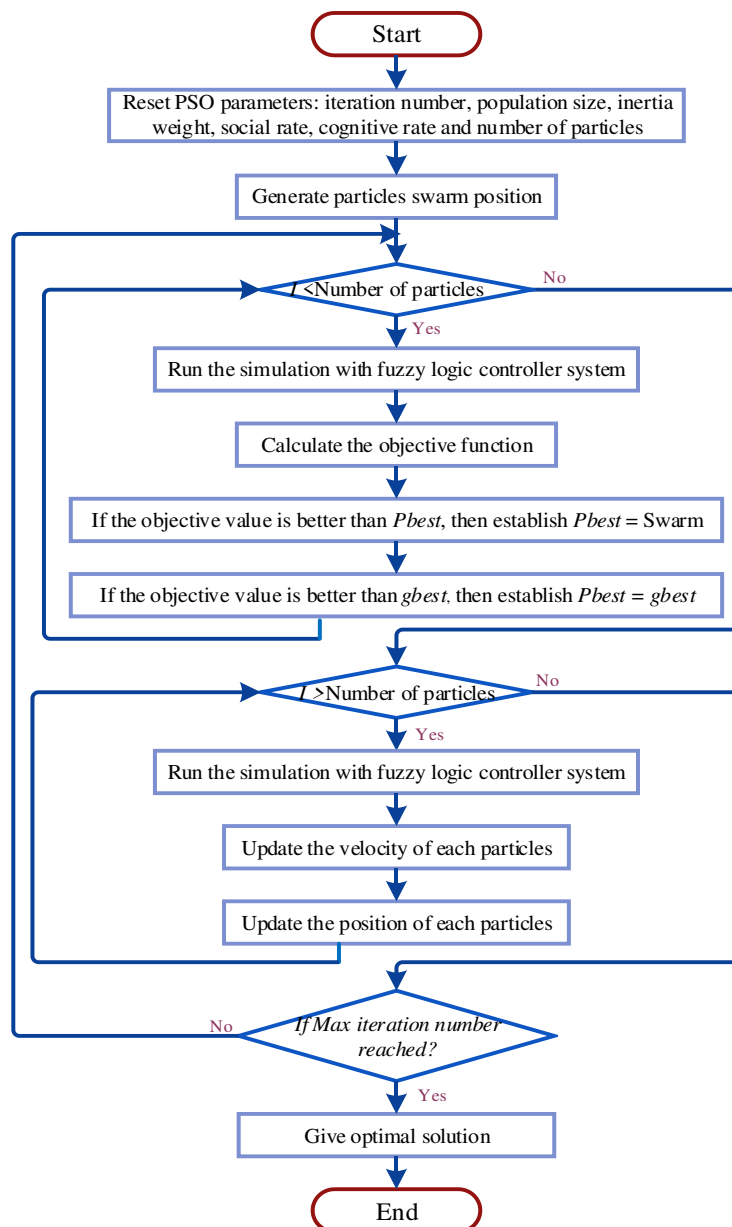 Start
Reset PSO parameters: iteration number, population size, inertia
weight, social rate, cognitive rate and number of particles
Generate particles swarm position
I <Number of particles
No
Yes
Run the simulation with fuzzy logic controller system
Calculate the objective function
If the objective value is better than Pbest, then establish Pbest = Swarm
If the objective value is better than gbest, then establish Pbest = gbest
I >Number of particles
No
Yes
Run the simulation with fuzzy logic controller system
Update the velocity of each particles
Update the position of each particles
No
If Max iteration number
reached?
Yes
Give optimal solution
End